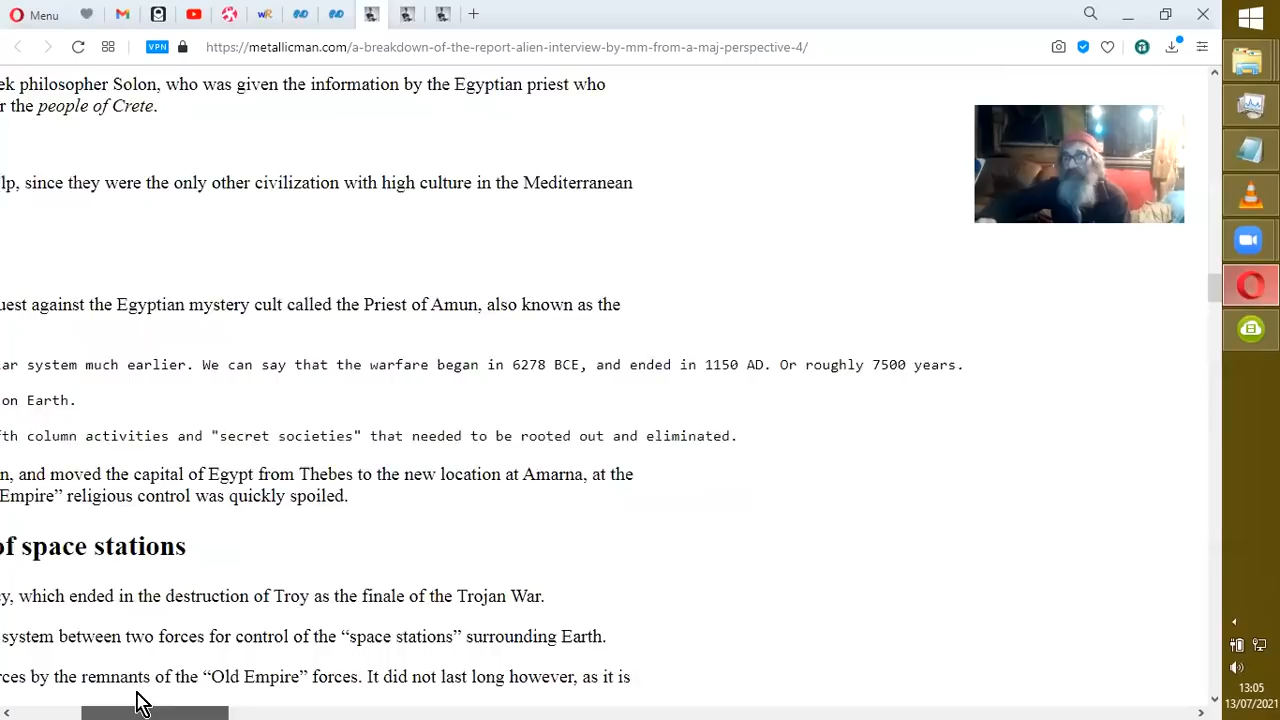 Menu
VPN
https://metallicman.com/a-breakdown-of-the-report-alien-interview-by-mm-from-a-maj-perspective-4/
ek philosopher Solon, who was given the information by the Egyptian priest who
r the people of Crete.
lp, since they were the only other civilization with high culture in the Mediterranean
uest against the Egyptian mystery cult called the Priest of Amun, also known as the
ar system much earlier. We can say that the warfare began in 6278 BCE, and ended in 1150 AD. Or roughly 7500 years.
on Earth.
fth column activities and "secret societies" that needed to be rooted out and eliminated.
n, and moved the capital of Egypt from Thebes to the new location at Amarna, at the
Empire” religious control was quickly spoiled.
of space stations
y, which ended in the destruction of Troy as the finale of the Trojan War.
system between two forces for control of the “space stations” surrounding Earth.
rces by the remnants of the “Old Empire” forces. It did not last long however, as it is
13:05
13/07/2021